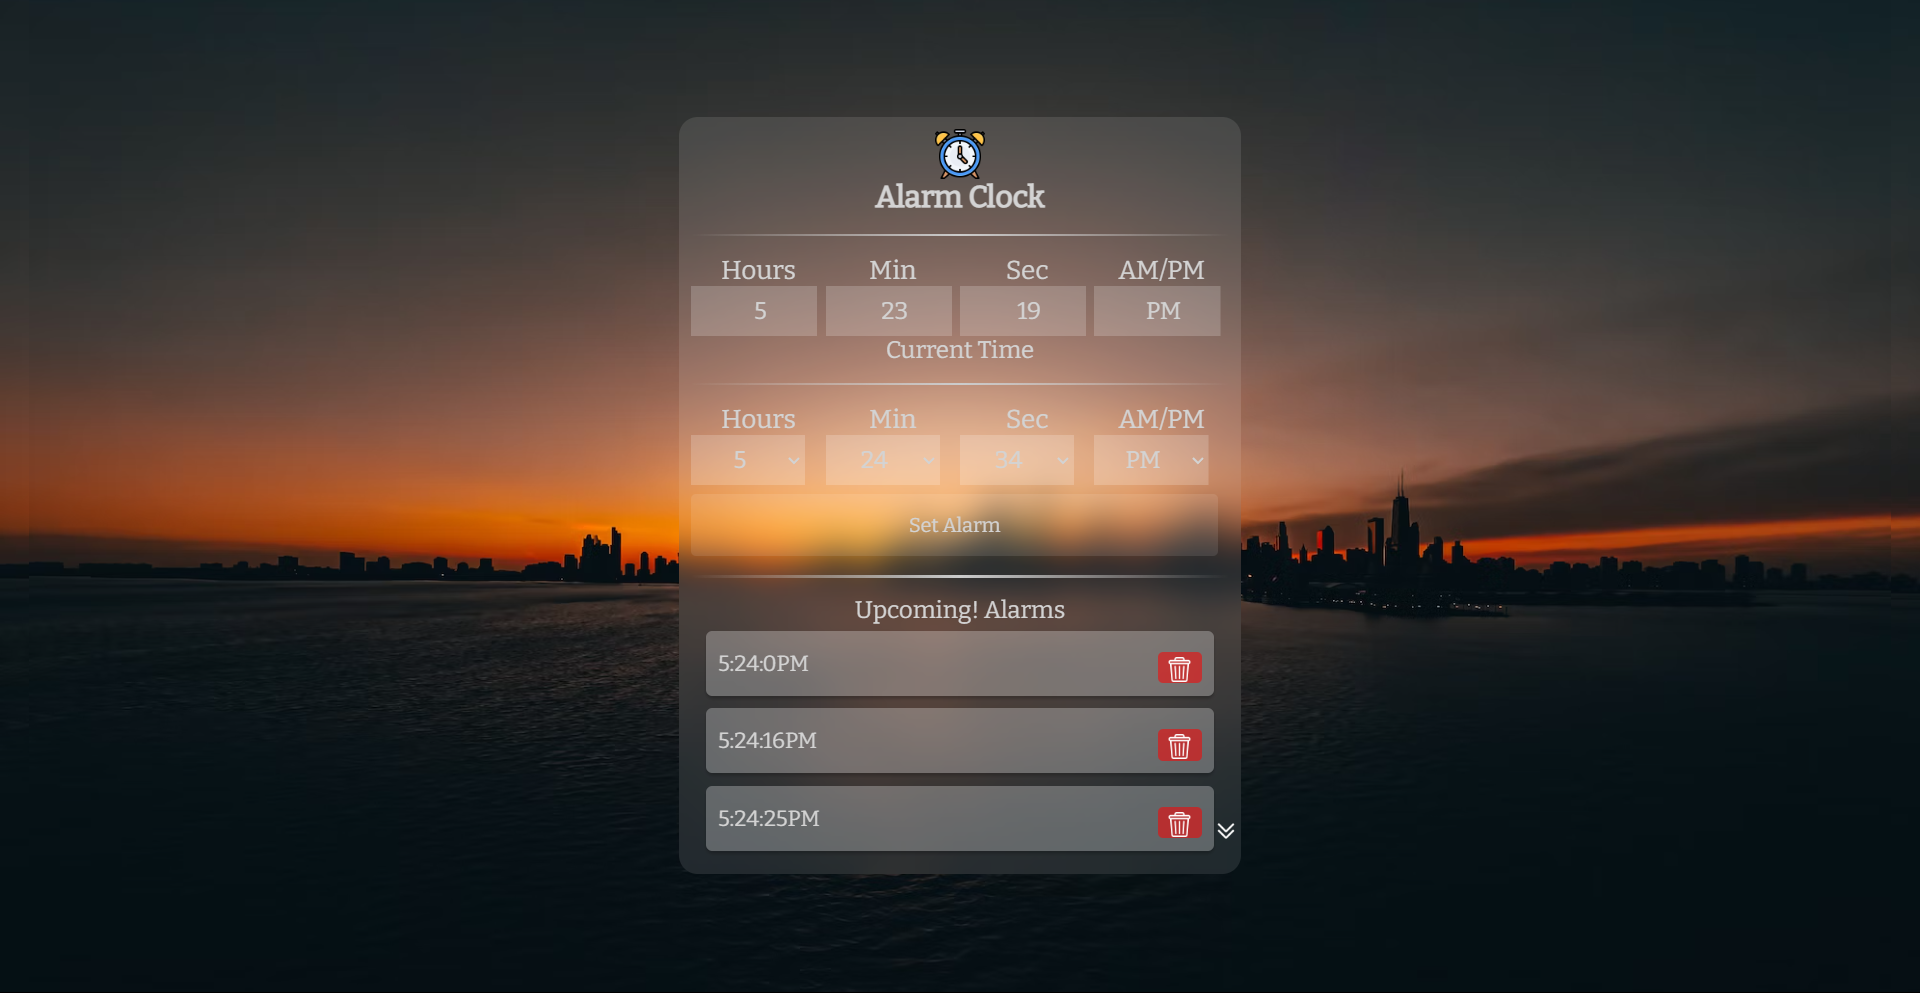 Alarm Clock
Hours Min Sec AM/PM
5 23 19 PM
Current Time
Hours Min Sec AM/PM
5 24 34 PM
Set Alarm
Upcoming! Alarms
5:24:0PM
5:24:16PM
5:24:25PM